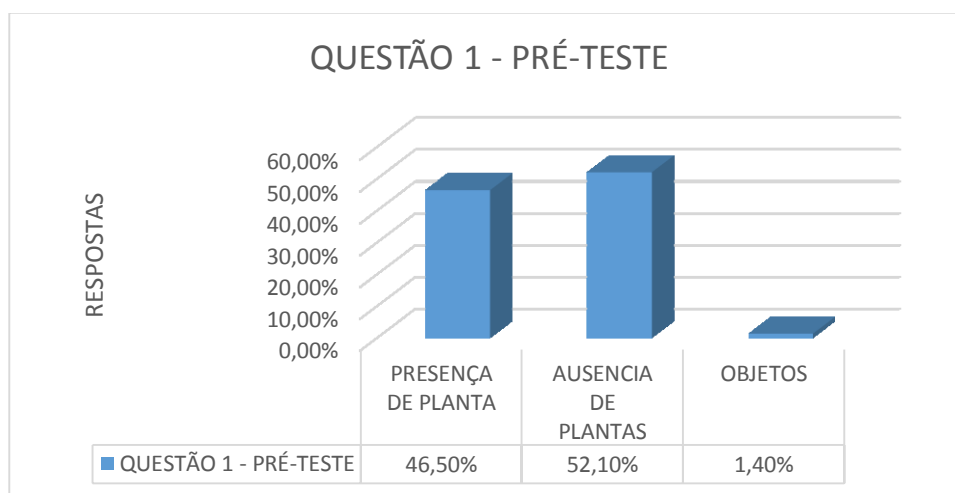 QUESTÃO 1 - PRÉ-TESTE
RESPOSTAS
60,00%
50,00%
40,00%
30,00%
20,00%
10,00%
0,00%
PRESENÇA
DE PLANTA
AUSENCIA
DE
PLANTAS
OBJETOS
QUESTÃO 1 - PRÉ-TESTE 46,50% 52,10% 1,40%